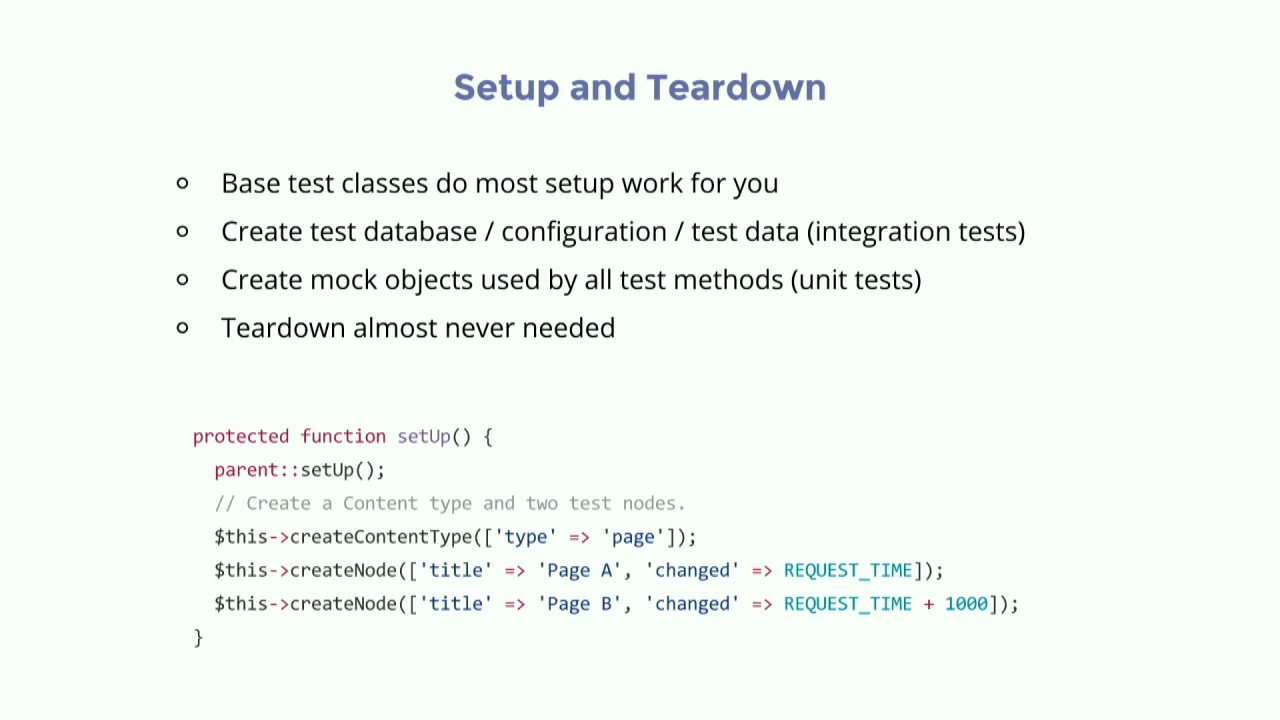 Setup and Teardown
Base test classes do most setup work for you
Create test database / configuration / test data (integration tests)
Create mock objects used by all test methods (unit tests)
Teardown almost never needed
protected function setUp() {
  parent::setUp();
  // Create a Content type and two test nodes.
  $this->createContentType(['type' => 'page']);
  $this->createNode(['title' => 'Page A', 'changed' => REQUEST_TIME]);
  $this->createNode(['title' => 'Page B', 'changed' => REQUEST_TIME + 1000]);
}